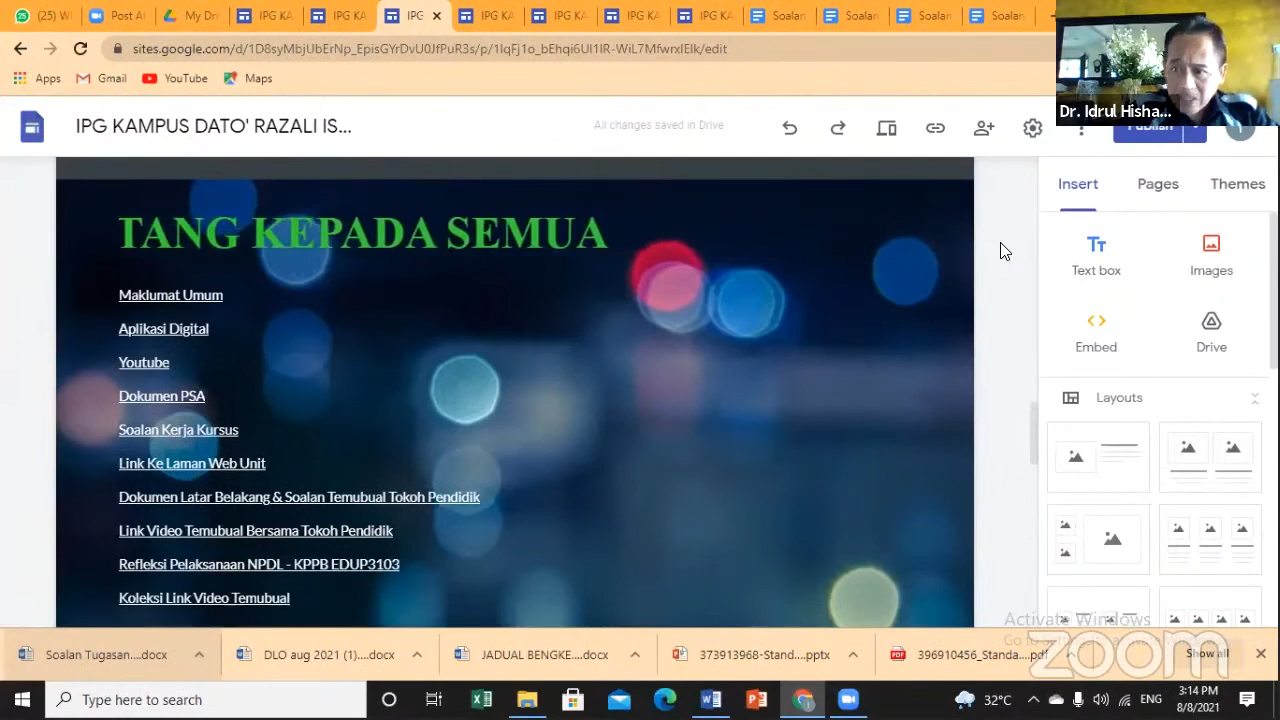 (25) W
Post A
My Dr
IPG KA
IPG KA
IPG
IPG KA
IPG KA
IPG KA
IPG KA
Soalan
Soalan
Soalan
Soalan
sites.google.com/d/1D8syMbjUbErNp_EpisGYrDvU0JfPuR3s/p/1lqFj1o_bEhqi6UI1IR-WiL7MfwrxlElk/edit
Apps Gmail YouTube Maps
Dr. Idrul Hisha...
IPG KAMPUS DATO' RAZALI IS...
All changes saved in Drive
Publish
Insert Pages Themes
TANG KEPADA SEMUA
Text box Images
Maklumat Umum
Aplikasi Digital
Youtube
Embed Drive
Dokumen PSA
Layouts
Soalan Kerja Kursus
Link Ke Laman Web Unit
Dokumen Latar Belakang & Soalan Temubual Tokoh Pendidik
Link Video Temubual Bersama Tokoh Pendidik
Refleksi Pelaksanaan NPDL - KPPB EDUP3103
Koleksi Link Video Temubual
Activate Windows
zoom
Soalan Tugasan....docx
DLO aug 2021 (1)....docx
ADUAL BENGKE....docx
373913968-Stand....pptx
396910456_Standa....pdf
Show all
Type here to search
32°C
ENG
3:14 PM
8/8/2021